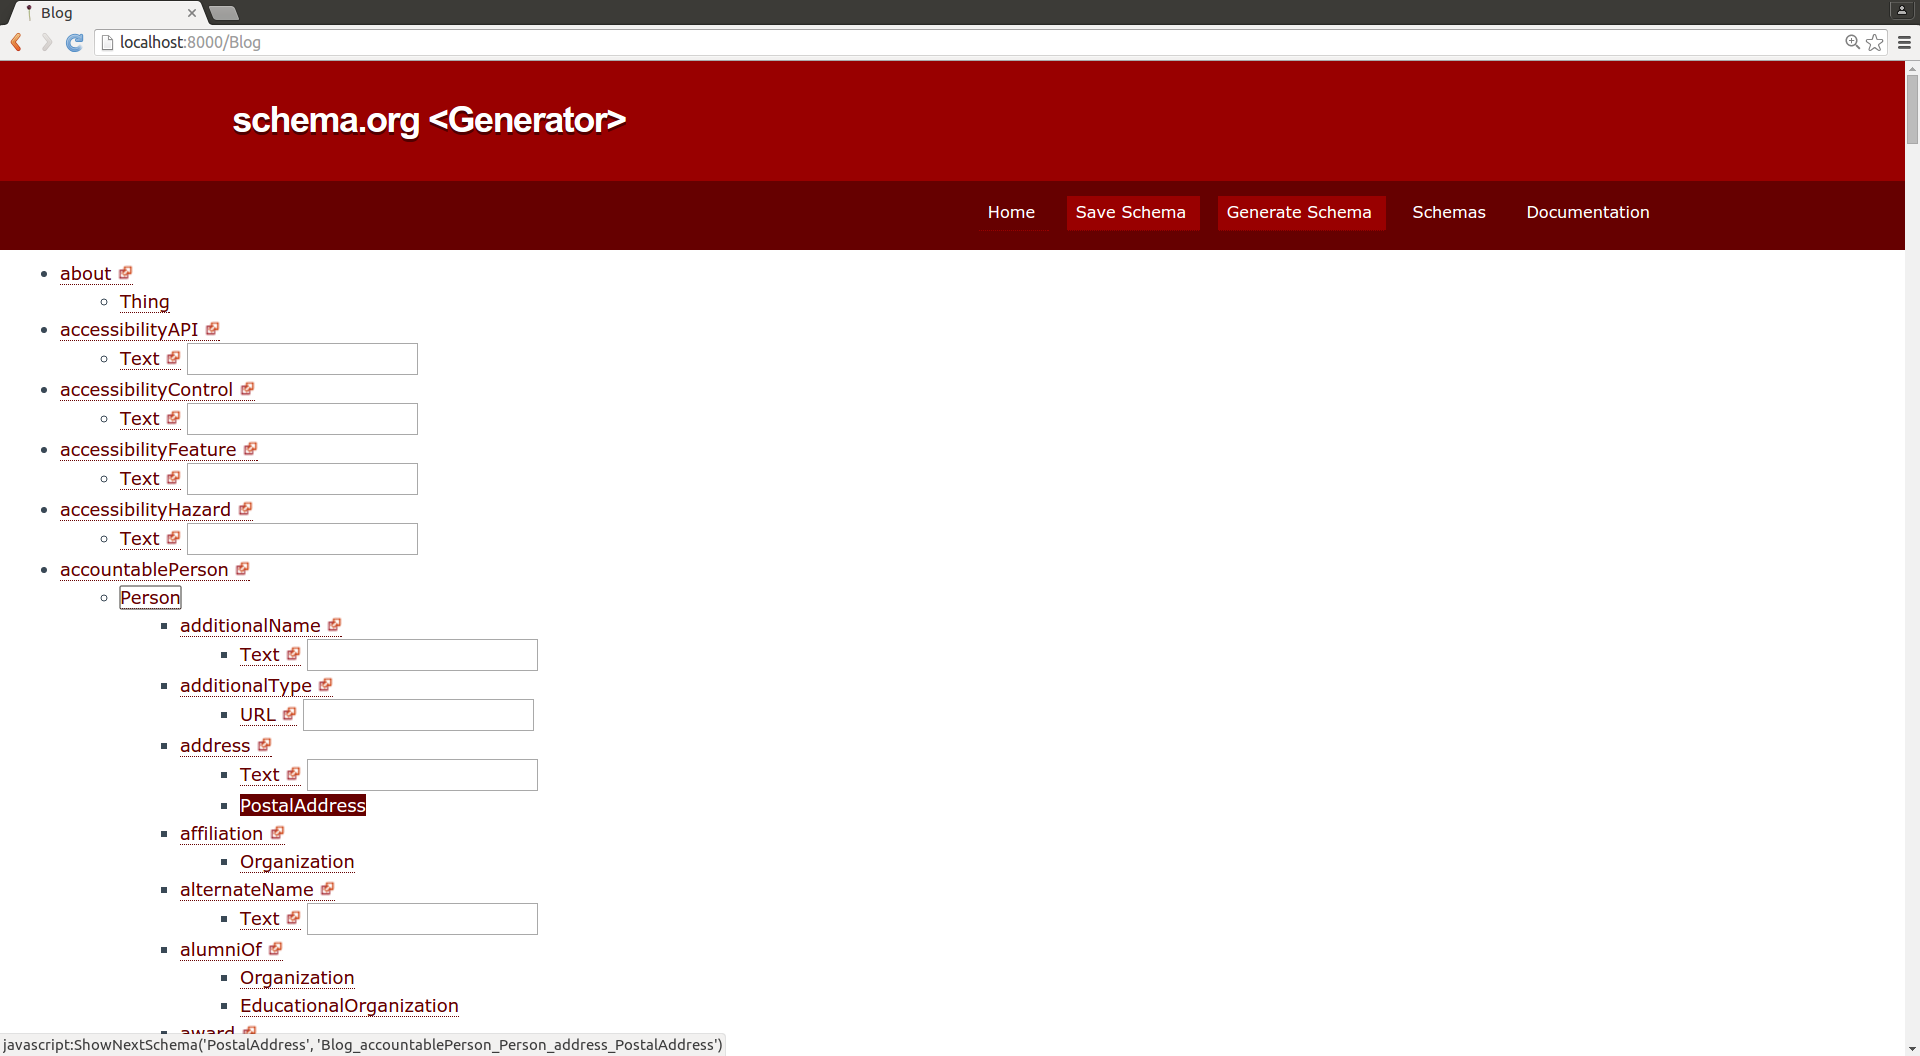 Blog
localhost:8000/Blog
schema.org <Generator>
Home Save Schema Generate Schema Schemas Documentation
about
Thing
accessibilityAPI
Text
accessibilityControl
Text
accessibilityFeature
Text
accessibilityHazard
Text
accountablePerson
Person
additionalName
Text
additionalType
URL
address
Text
PostalAddress
affiliation
Organization
alternateName
Text
alumniOf
Organization
EducationalOrganization
award
javascript:ShowNextSchema('PostalAddress', 'Blog_accountablePerson_Person_address_PostalAddress')